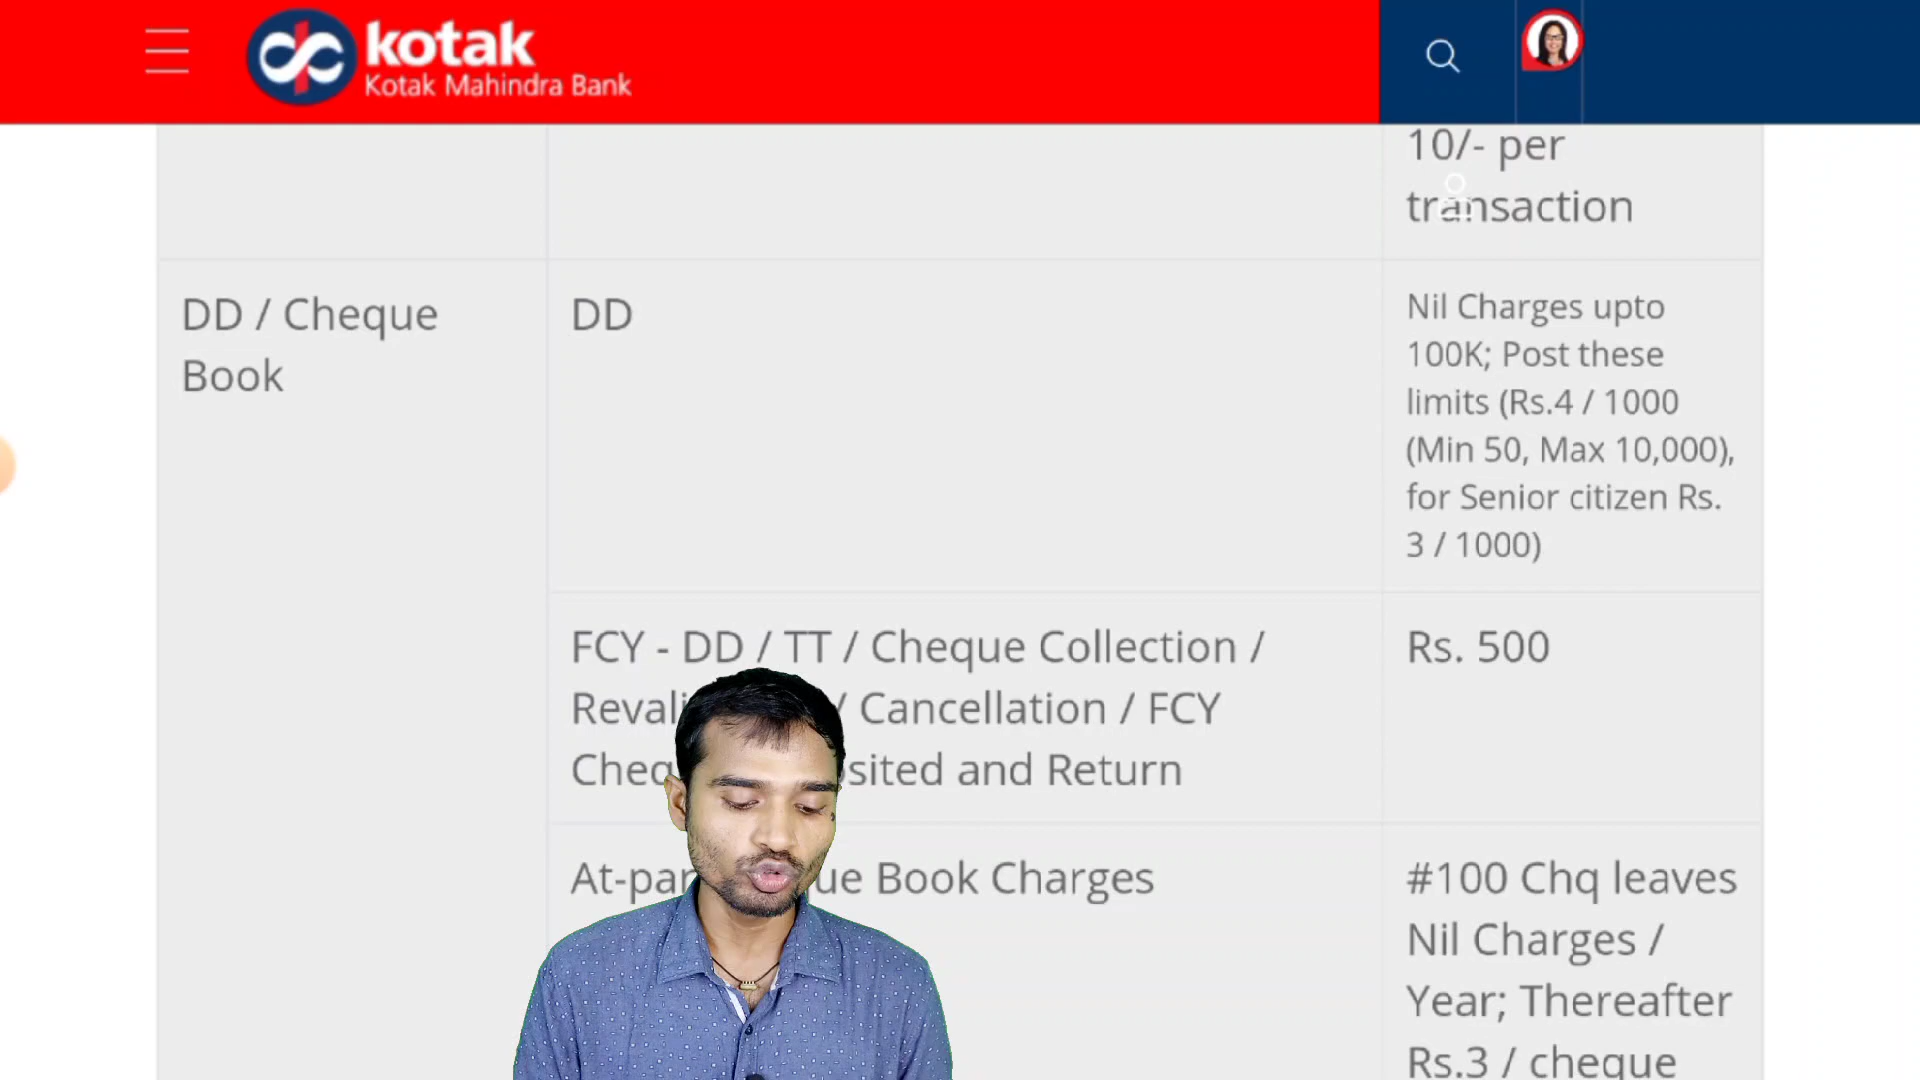 kotak
Kotak Mahindra Bank
10/- per
transaction
DD / Cheque
Book
DD
Nil Charges upto
100K; Post these
limits (Rs.4 / 1000
(Min 50, Max 10,000),
for Senior citizen Rs.
3 / 1000)
FCY - DD / TT / Cheque Collection /
/ Cancellation / FCY
and Return
Rs. 500
Book Charges
#100 Chq leaves
Nil Charges /
Year; Thereafter
Rs.3 / cheque